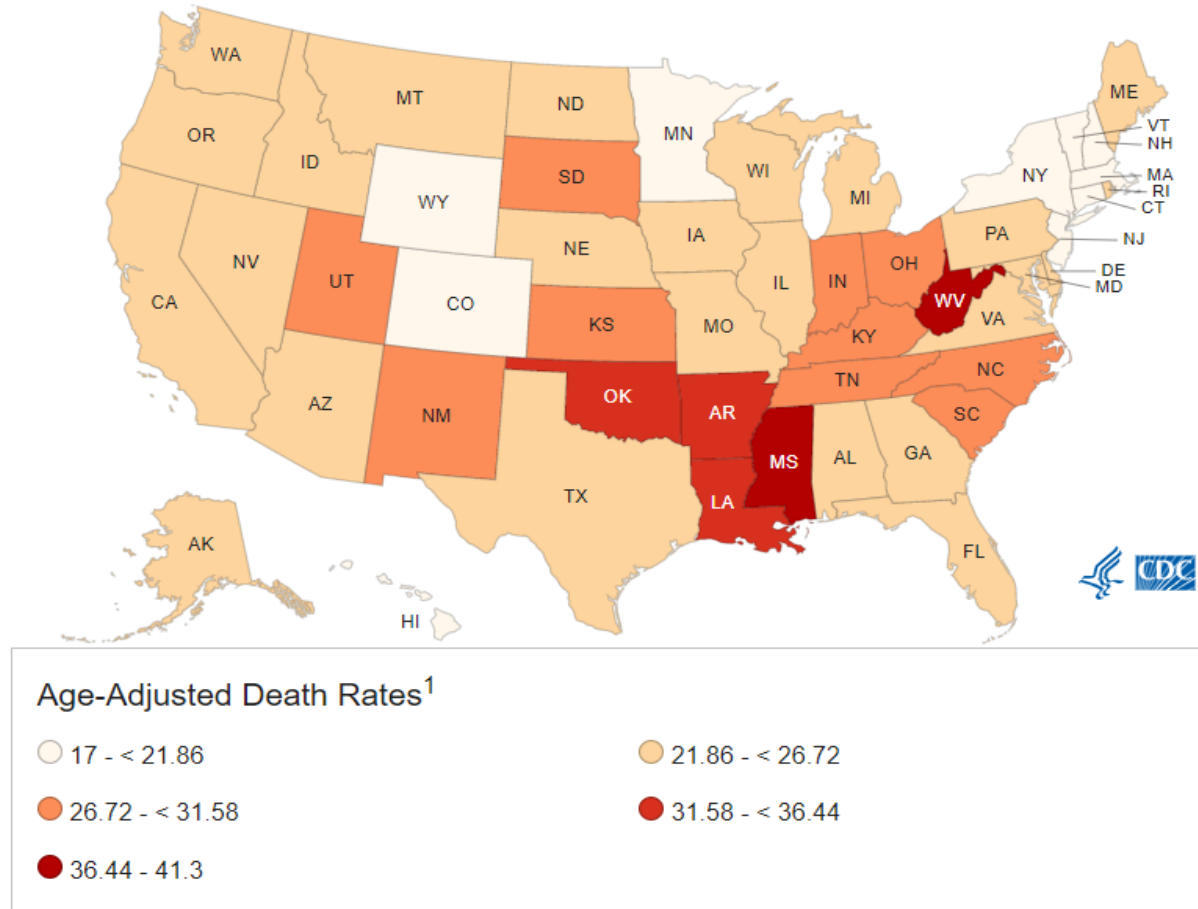 WA
MT
ND
MN
ME
VT
NH
OR
ID
SD
WI
MI
NY
MA
RI
CT
WY
NE
IA
PA
NJ
NV
UT
CO
KS
MO
IL
IN
OH
DE
MD
CA
WV
VA
KY
AZ
NM
OK
AR
TN
NC
SC
TX
LA
MS
AL
GA
AK
FL
HI
CDC
Age-Adjusted Death Rates¹
17 - < 21.86
21.86 - < 26.72
26.72 - < 31.58
31.58 - < 36.44
36.44 - 41.3